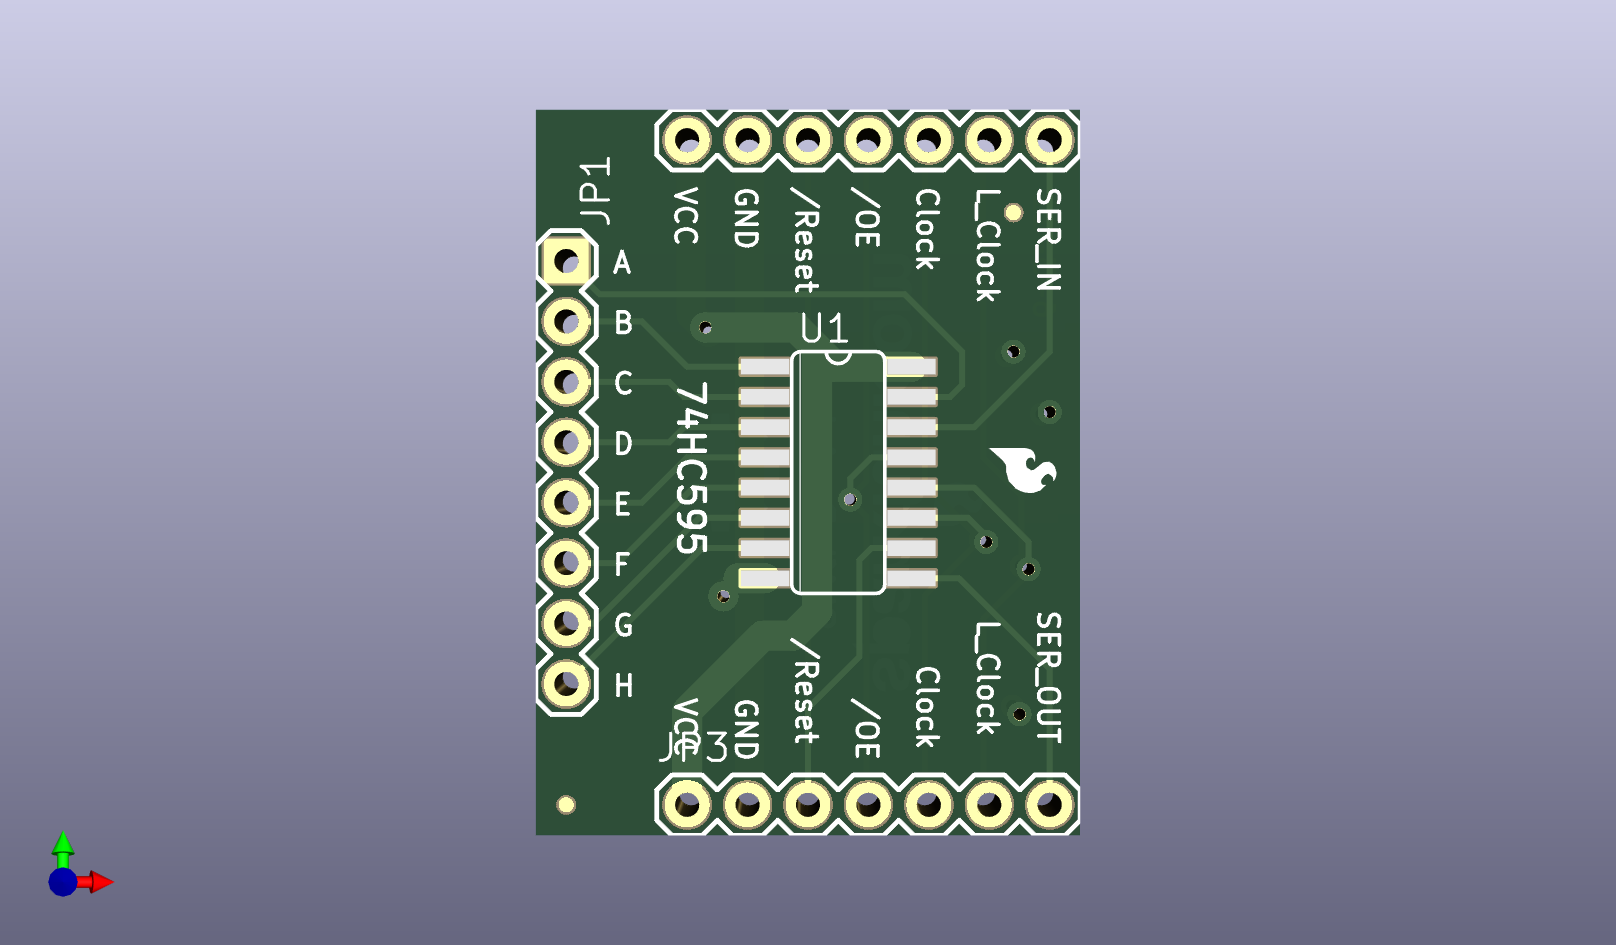 JP1
VCC
GND
/Reset
/OE
Clock
L_Clock
SER_IN
A
B
C
D
E
F
G
H
U1
74HC595
VCC
GND
/Reset
/OE
Clock
L_Clock
SER_OUT
JP3